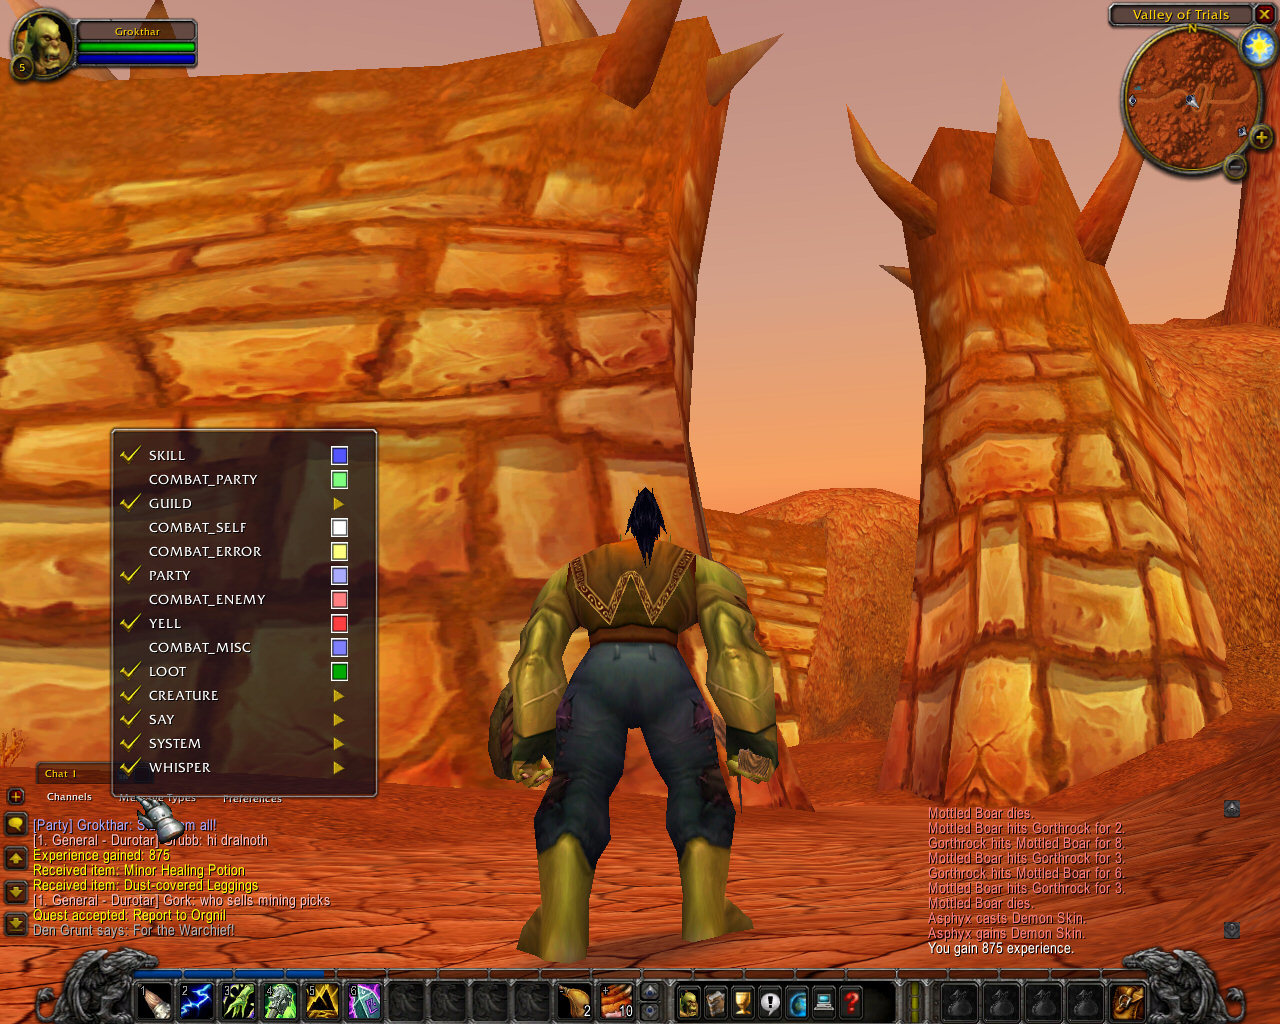 Grokthar
5
Valley of Trials
N
SKILL
COMBAT_PARTY
GUILD
COMBAT_SELF
COMBAT_ERROR
PARTY
COMBAT_ENEMY
YELL
COMBAT_MISC
LOOT
CREATURE
SAY
SYSTEM
WHISPER
Chat 1
Channels
Types
Preferences
[Party] Grokthar: all!
[1. General - Durotar] hi dralnoth
Experience gained: 875
Received item: Minor Healing Potion
Received item: Dust-covered Leggings
[1. General - Durotar] Gork: who sells mining picks
Quest accepted: Report to Orgnil
Den Grunt says: For the Warchief!
Mottled Boar dies.
Mottled Boar hits Gorthrock for 2.
Gorthrock hits Mottled Boar for 8.
Mottled Boar hits Gorthrock for 3.
Gorthrock hits Mottled Boar for 6.
Mottled Boar hits Gorthrock for 3.
Mottled Boar dies.
Asphyx casts Demon Skin.
Asphyx gains Demon Skin.
You gain 875 experience.
1 2 3 4 5 6 2 10